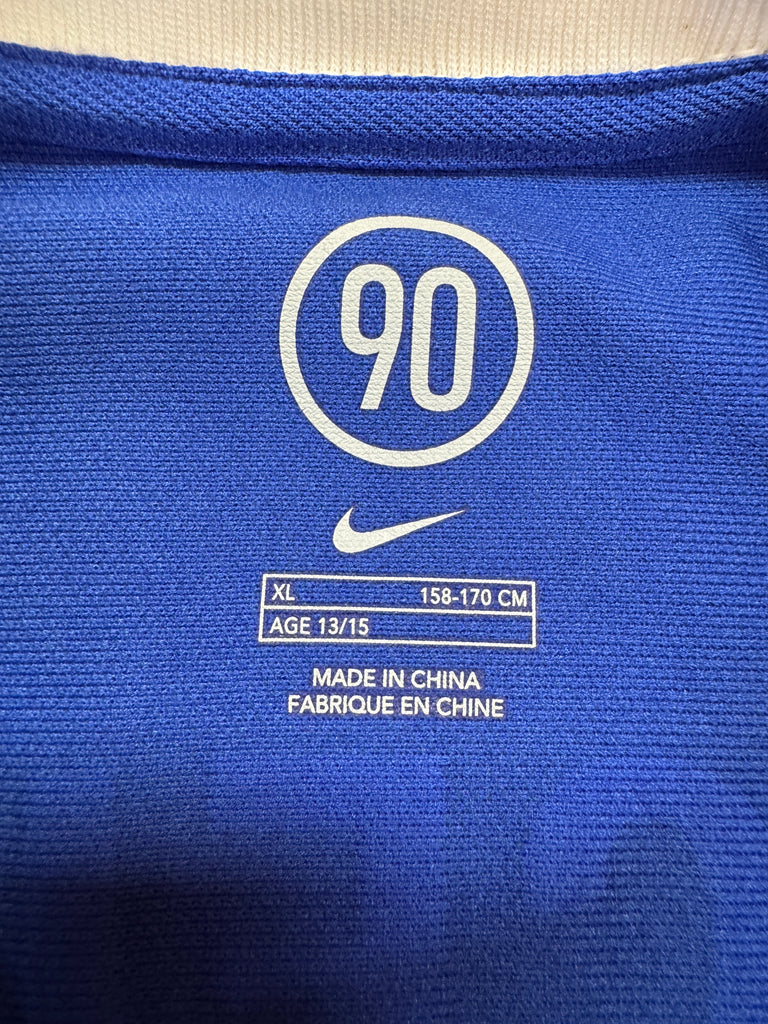 90
XL 158-170 CM
AGE 13/15
MADE IN CHINA
FABRIQUE EN CHINE